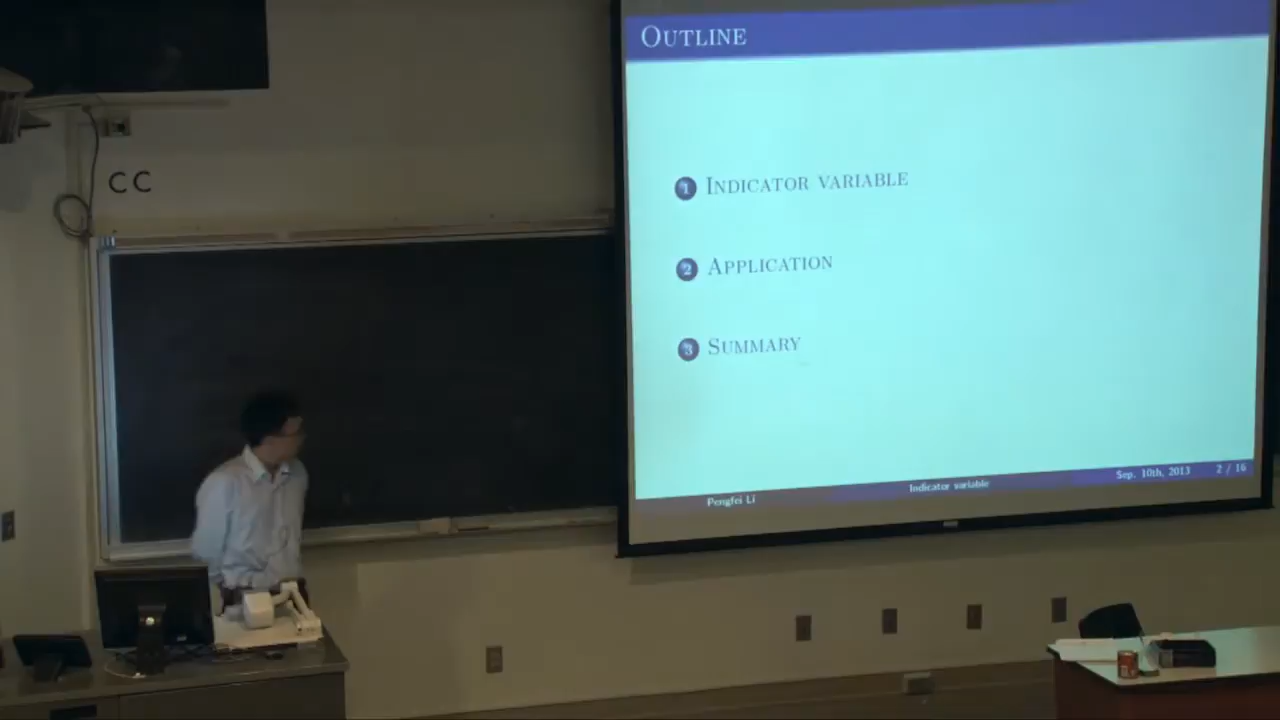 OUTLINE
CC
1 INDICATOR VARIABLE
2 APPLICATION
3 SUMMARY
Pengfei Li Indicator variable Sep. 10th, 2013 2 / 16